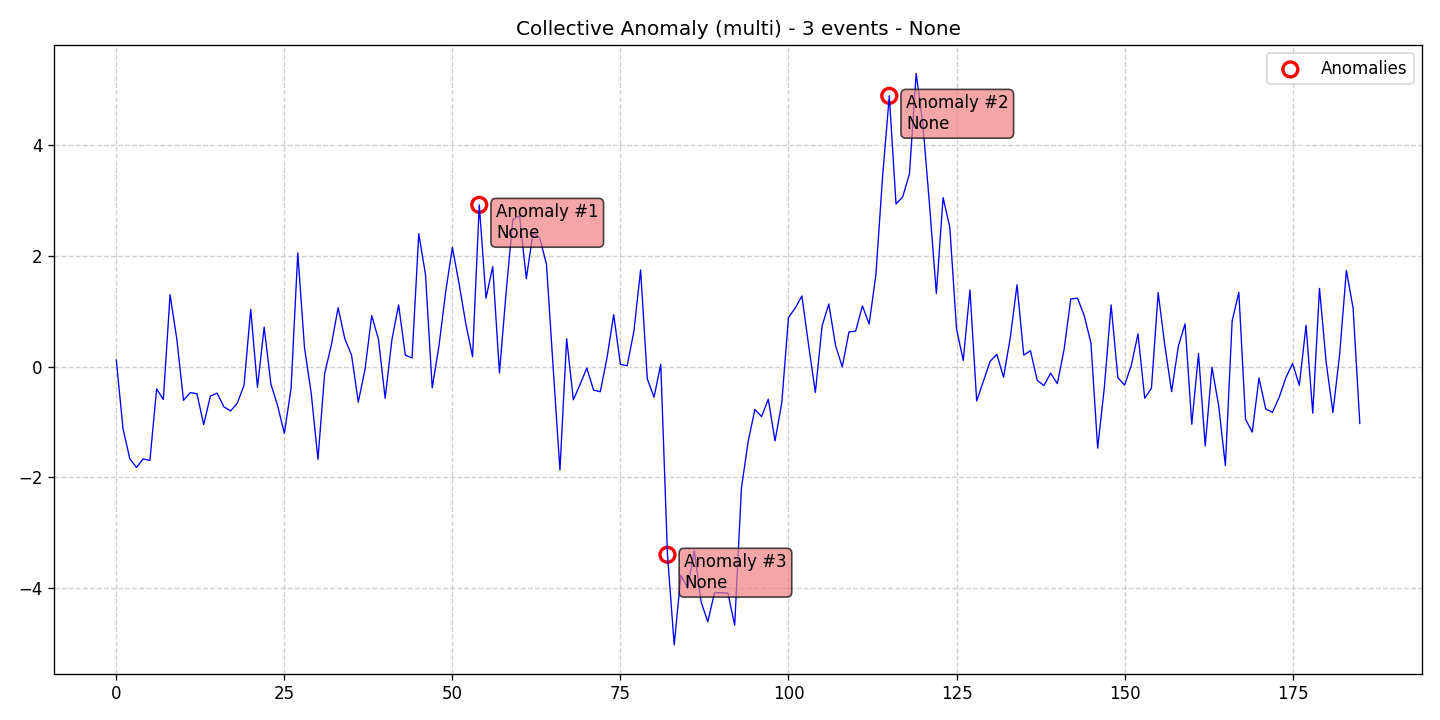 Collective Anomaly (multi) - 3 events - None
Anomalies
Anomaly #2
None
Anomaly #1
None
Anomaly #3
None
4
2
0
−2
−4
0
25
50
75
100
125
150
175